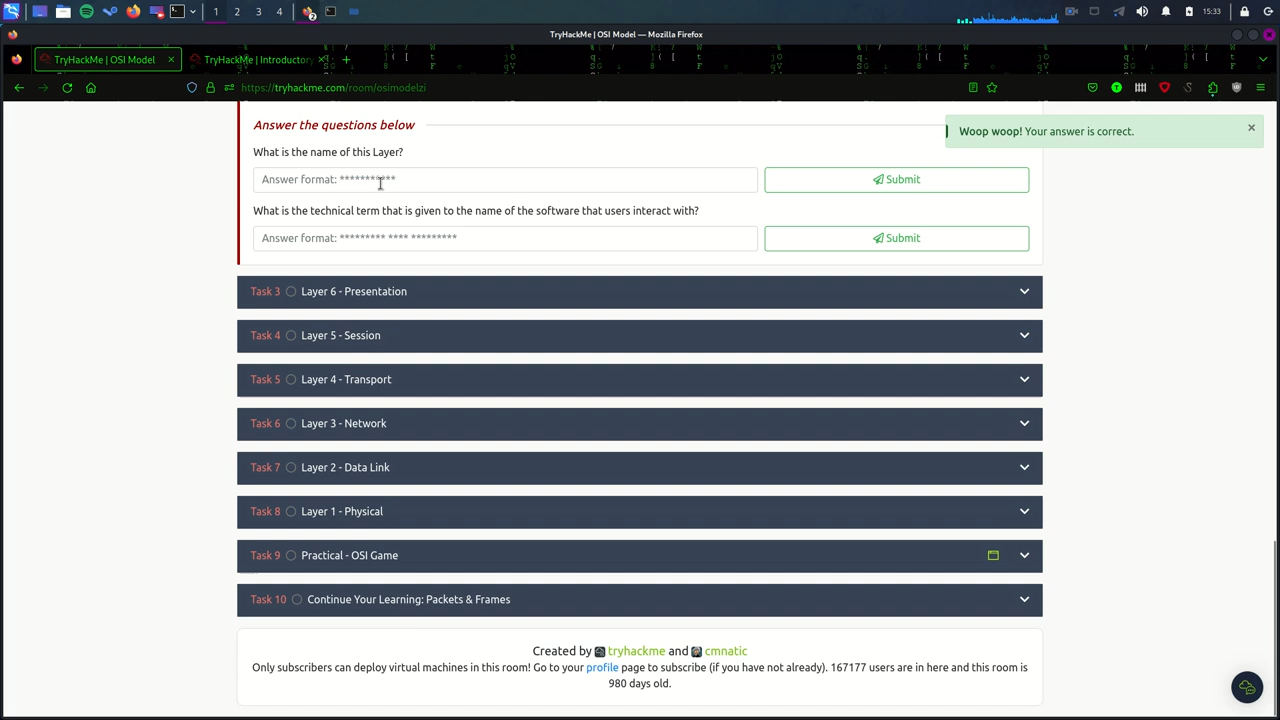 1 2 3 4 2 15:33
TryHackMe | OSI Model — Mozilla Firefox
TryHackMe | OSI Model × TryHackMe | Introductory × +
https://tryhackme.com/room/osimodelzi
Answer the questions below
Woop woop! Your answer is correct. ×
What is the name of this Layer?
Answer format: *********** Submit
What is the technical term that is given to the name of the software that users interact with?
Answer format: ********* **** ********* Submit
Task 3 Layer 6 - Presentation
Task 4 Layer 5 - Session
Task 5 Layer 4 - Transport
Task 6 Layer 3 - Network
Task 7 Layer 2 - Data Link
Task 8 Layer 1 - Physical
Task 9 Practical - OSI Game
Task 10 Continue Your Learning: Packets & Frames
Created by tryhackme and cmnatic
Only subscribers can deploy virtual machines in this room! Go to your profile page to subscribe (if you have not already). 167177 users are in here and this room is
980 days old.